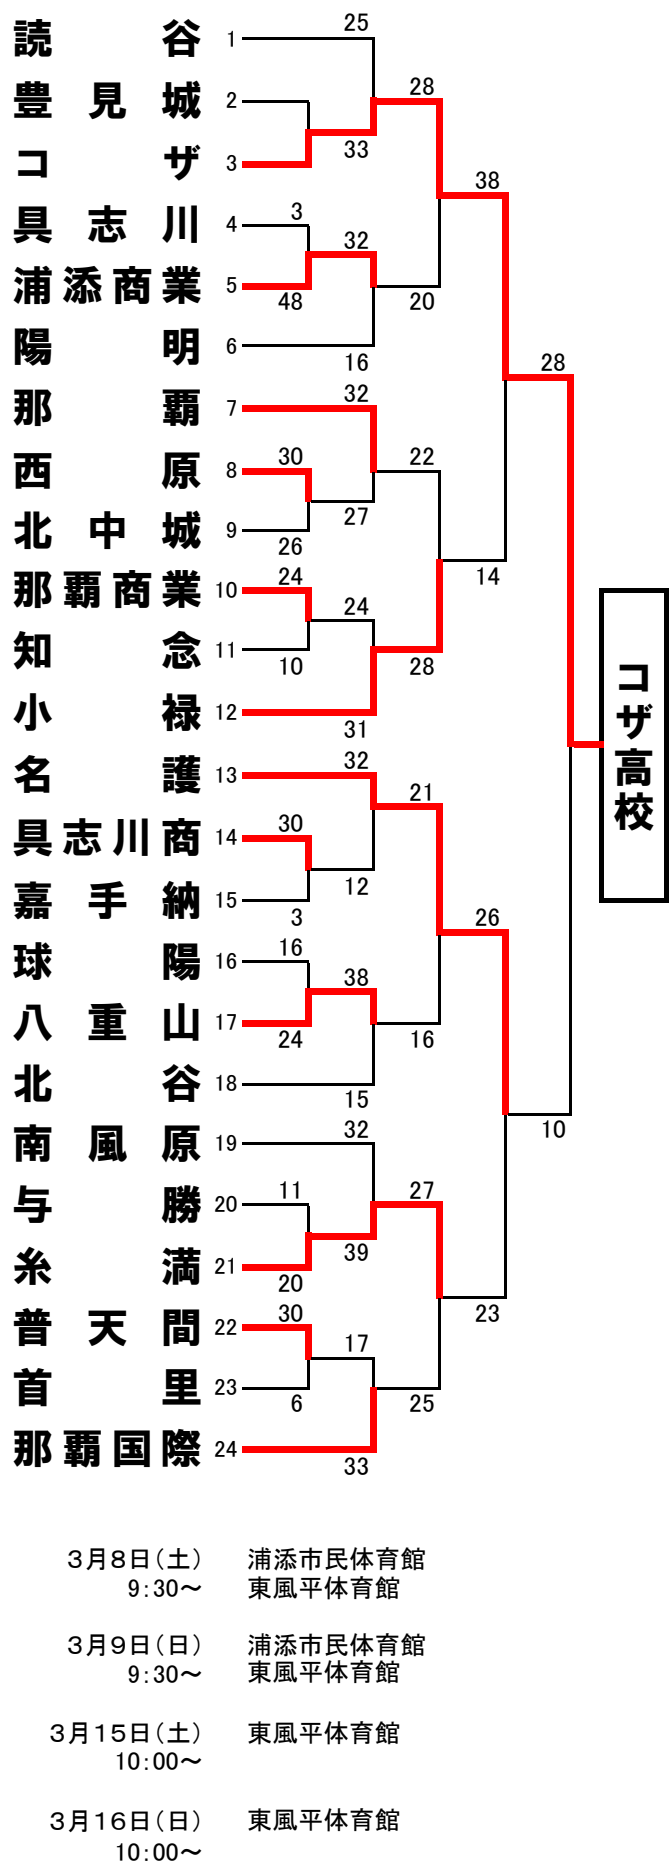 25
読谷 1
28
豊見城 2
33
コザ 3
38
具志川 4 3
32
浦添商業 5
48 20
陽明 6
16 28
那覇 7 32
西原 8 30 22
27
北中城 9
26
那覇商業 10 24
24 14
知念 11
10 28
小禄 12
31
コザ高校
名護 13 32
21
具志川商 14 30
12
嘉手納 15
3 26
球陽 16 16
38
八重山 17
24 16
北谷 18
15
南風原 19 32
10
与勝 20 11 27
39
糸満 21
20
普天間 22 30
23
17
首里 23
6 25
那覇国際 24
33
3月8日(土) 浦添市民体育館
9:30～ 東風平体育館
3月9日(日) 浦添市民体育館
9:30～ 東風平体育館
3月15日(土) 東風平体育館
10:00～
3月16日(日) 東風平体育館
10:00～